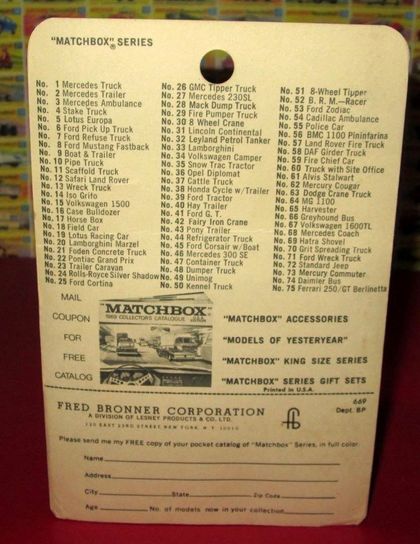 "MATCHBOX"® SERIES
No. 1 Mercedes Truck
No. 2 Mercedes Trailer
No. 3 Mercedes Ambulance
No. 4 Stake Truck
No. 5 Lotus Europa
No. 6 Ford Pick Up Truck
No. 7 Ford Refuse Truck
No. 8 Ford Mustang Fastback
No. 9 Boat & Trailer
No. 10 Pipe Truck
No. 11 Scaffold Truck
No. 12 Safari Land Rover
No. 13 Wreck Truck
No. 14 Iso Grifo
No. 15 Volkswagen 1500
No. 16 Case Bulldozer
No. 17 Horse Box
No. 18 Field Car
No. 19 Lotus Racing Car
No. 20 Lamborghini Marzel
No. 21 Foden Concrete Truck
No. 22 Pontiac Grand Prix
No. 23 Trailer Caravan
No. 24 Rolls-Royce Silver Shadow
No. 25 Ford Cortina
No. 26 GMC Tipper Truck
No. 27 Mercedes 230SL
No. 28 Mack Dump Truck
No. 29 Fire Pumper Truck
No. 30 8 Wheel Crane
No. 31 Lincoln Continental
No. 32 Leyland Petrol Tanker
No. 33 Lamborghini
No. 34 Volkswagen Camper
No. 35 Snow Trac Tractor
No. 36 Opel Diplomat
No. 37 Cattle Truck
No. 38 Honda Cycle w/Trailer
No. 39 Ford Tractor
No. 40 Hay Trailer
No. 41 Ford G. T.
No. 42 Fairy Iron Crane
No. 43 Pony Trailer
No. 44 Refrigerator Truck
No. 45 Ford Corsair w/Boat
No. 46 Mercedes 300 SE
No. 47 Container Truck
No. 48 Dumper Truck
No. 49 Unimog
No. 50 Kennel Truck
No. 51 8-Wheel Tipper
No. 52 B. R. M.—Racer
No. 53 Ford Zodiac
No. 54 Cadillac Ambulance
No. 55 Police Car
No. 56 BMC 1100 Pininfarina
No. 57 Land Rover Fire Truck
No. 58 DAF Girder Truck
No. 59 Fire Chief Car
No. 60 Truck with Site Office
No. 61 Alvis Stalwart
No. 62 Mercury Cougar
No. 63 Dodge Crane Truck
No. 64 MG 1100
No. 65 Harvester
No. 66 Greyhound Bus
No. 67 Volkswagen 1600TL
No. 68 Mercedes Coach
No. 69 Hatra Shovel
No. 70 Grit Spreading Truck
No. 71 Ford Wreck Truck
No. 72 Standard Jeep
No. 73 Mercury Commuter
No. 74 Daimler Bus
No. 75 Ferrari 250/GT Berlinetta
MAIL
COUPON
FOR
FREE
CATALOG
MATCHBOX
1969 COLLECTOR'S CATALOGUE
"MATCHBOX" ACCESSORIES
"MODELS OF YESTERYEAR"
"MATCHBOX" KING SIZE SERIES
"MATCHBOX" SERIES GIFT SETS
Printed in U.S.A.
FRED BRONNER CORPORATION
A DIVISION OF LESNEY PRODUCTS & CO. LTD.
120 EAST 23RD STREET NEW YORK, N. Y. 10010
669
Dept. BP
Please send me my FREE copy of your pocket catalog of "Matchbox" Series, in full color.
Name
Address
City State Zip Code
Age No. of models now in your collection